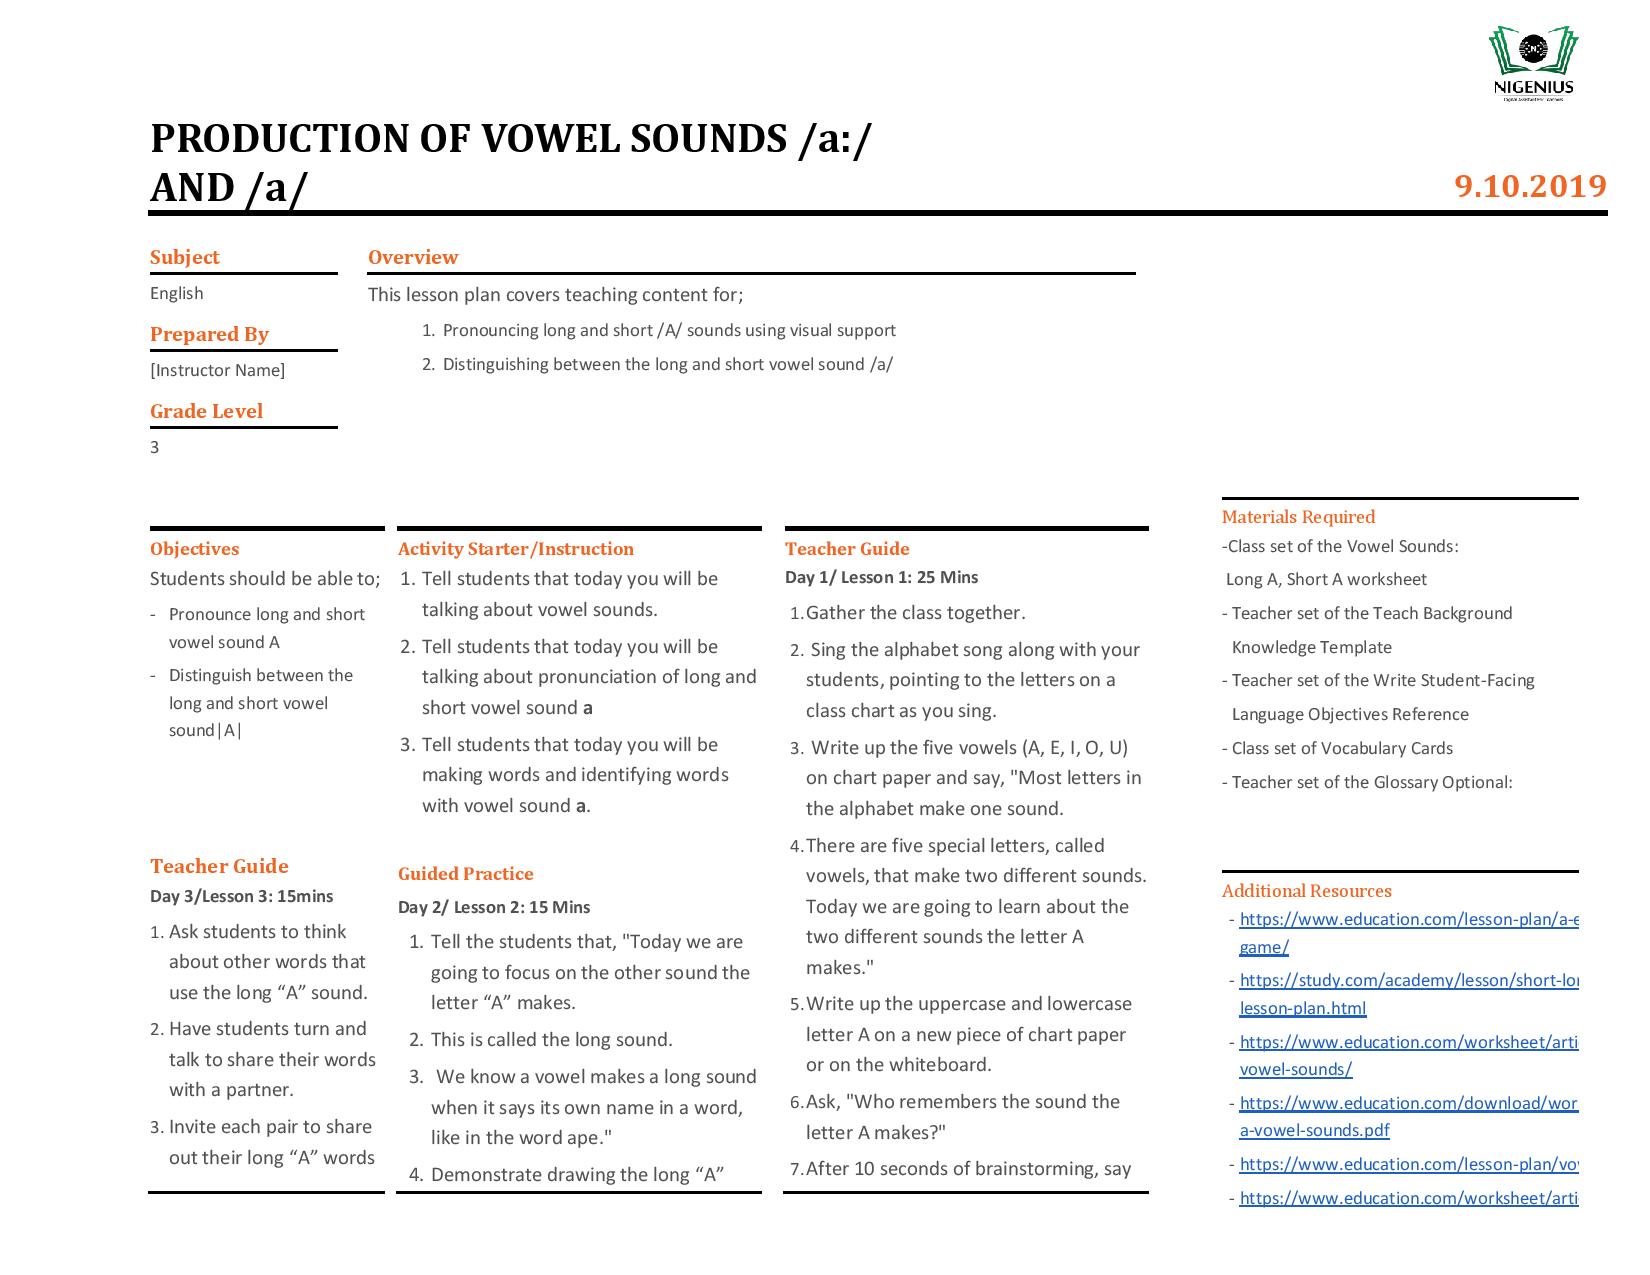 NIGENIUS
PRODUCTION OF VOWEL SOUNDS /a:/
AND /a/
9.10.2019
Subject
English
Prepared By
[Instructor Name]
Grade Level
3
Overview
This lesson plan covers teaching content for;
1. Pronouncing long and short /A/ sounds using visual support
2. Distinguishing between the long and short vowel sound /a/
Objectives
Students should be able to;
- Pronounce long and short
vowel sound A
- Distinguish between the
long and short vowel
sound|A|
Teacher Guide
Day 3/Lesson 3: 15mins
1. Ask students to think
about other words that
use the long “A” sound.
2. Have students turn and
talk to share their words
with a partner.
3. Invite each pair to share
out their long “A” words
Activity Starter/Instruction
1. Tell students that today you will be
talking about vowel sounds.
2. Tell students that today you will be
talking about pronunciation of long and
short vowel sound a
3. Tell students that today you will be
making words and identifying words
with vowel sound a.
Guided Practice
Day 2/ Lesson 2: 15 Mins
1. Tell the students that, "Today we are
going to focus on the other sound the
letter “A” makes.
2. This is called the long sound.
3. We know a vowel makes a long sound
when it says its own name in a word,
like in the word ape."
4. Demonstrate drawing the long “A”
Teacher Guide
Day 1/ Lesson 1: 25 Mins
1.Gather the class together.
2. Sing the alphabet song along with your
students, pointing to the letters on a
class chart as you sing.
3. Write up the five vowels (A, E, I, O, U)
on chart paper and say, "Most letters in
the alphabet make one sound.
4.There are five special letters, called
vowels, that make two different sounds.
Today we are going to learn about the
two different sounds the letter A
makes."
5.Write up the uppercase and lowercase
letter A on a new piece of chart paper
or on the whiteboard.
6.Ask, "Who remembers the sound the
letter A makes?"
7.After 10 seconds of brainstorming, say
Materials Required
-Class set of the Vowel Sounds:
Long A, Short A worksheet
- Teacher set of the Teach Background
Knowledge Template
- Teacher set of the Write Student-Facing
Language Objectives Reference
- Class set of Vocabulary Cards
- Teacher set of the Glossary Optional:
Additional Resources
- https://www.education.com/lesson-plan/a-e
game/
- https://study.com/academy/lesson/short-lon
lesson-plan.html
- https://www.education.com/worksheet/arti
vowel-sounds/
- https://www.education.com/download/wor
a-vowel-sounds.pdf
- https://www.education.com/lesson-plan/vo
- https://www.education.com/worksheet/arti